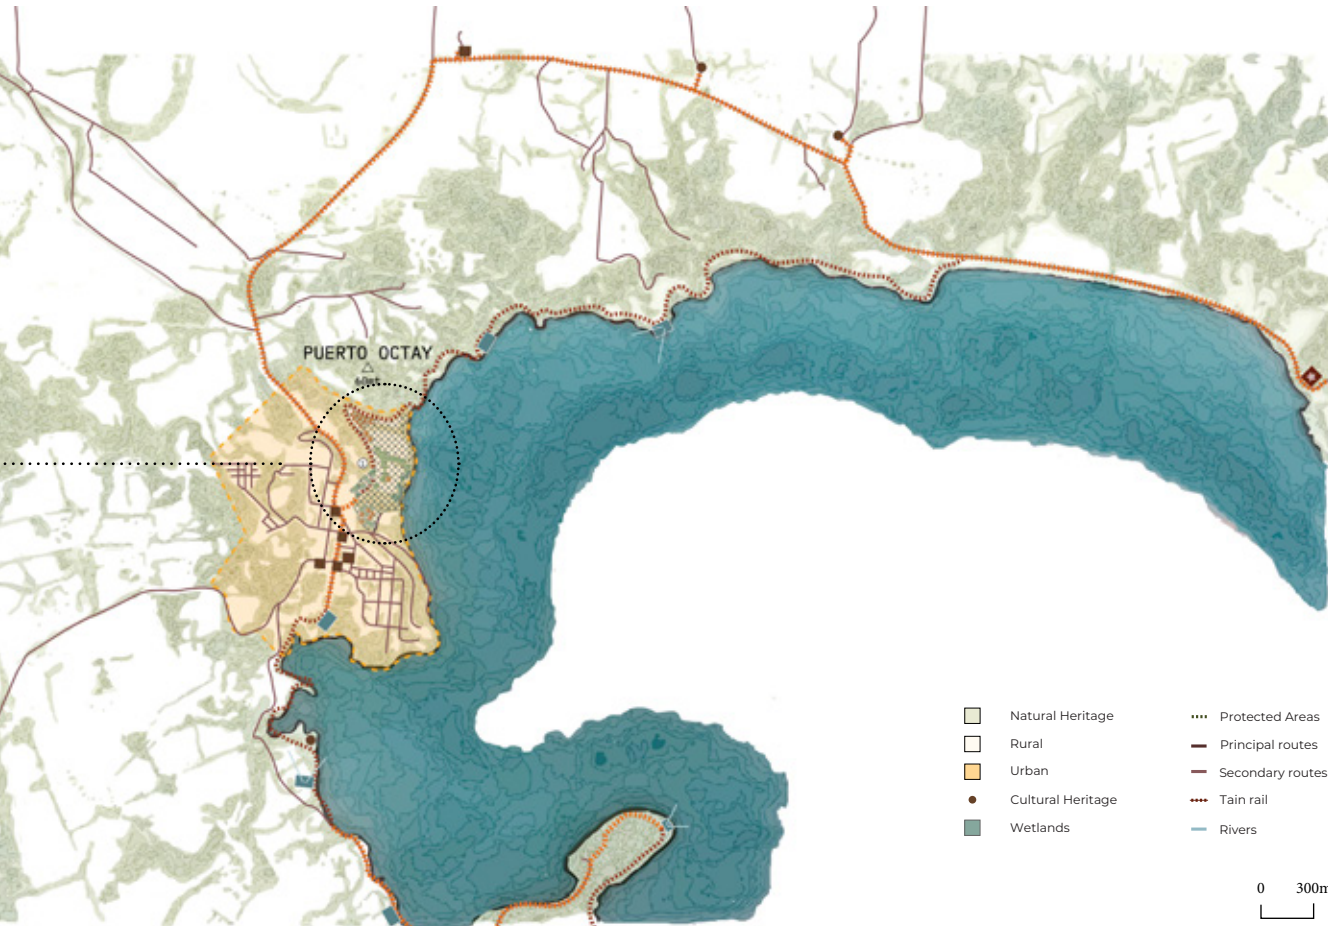 PUERTO OCTAY
Natural Heritage
Rural
Urban
Cultural Heritage
Wetlands
Protected Areas
Principal routes
Secondary routes
Tain rail
Rivers
0 300m